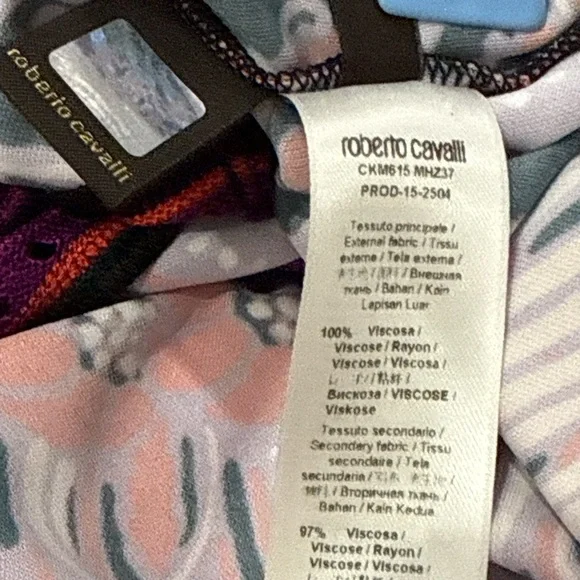 roberto cavalli
roberto cavalli
CKM615 MHZ37
PROD-15-2504
Tessuto principale /
External fabric / Tissu
externe / Tela externa /
/ Внешняя
ткань / Bahan / Kain
Lapisan Luar
100% Viscosa /
Viscose / Rayon /
Viscose / Viscosa /
Вискоза / VISCOSE /
Viskose
Tessuto secondario /
Secondary fabric / Tissu
secondaire / Tela
secundaria /
/ Вторичная ткань /
Bahan / Kain Kedua
97% Viscosa /
Viscose / Rayon /
Viscose / Viscosa /